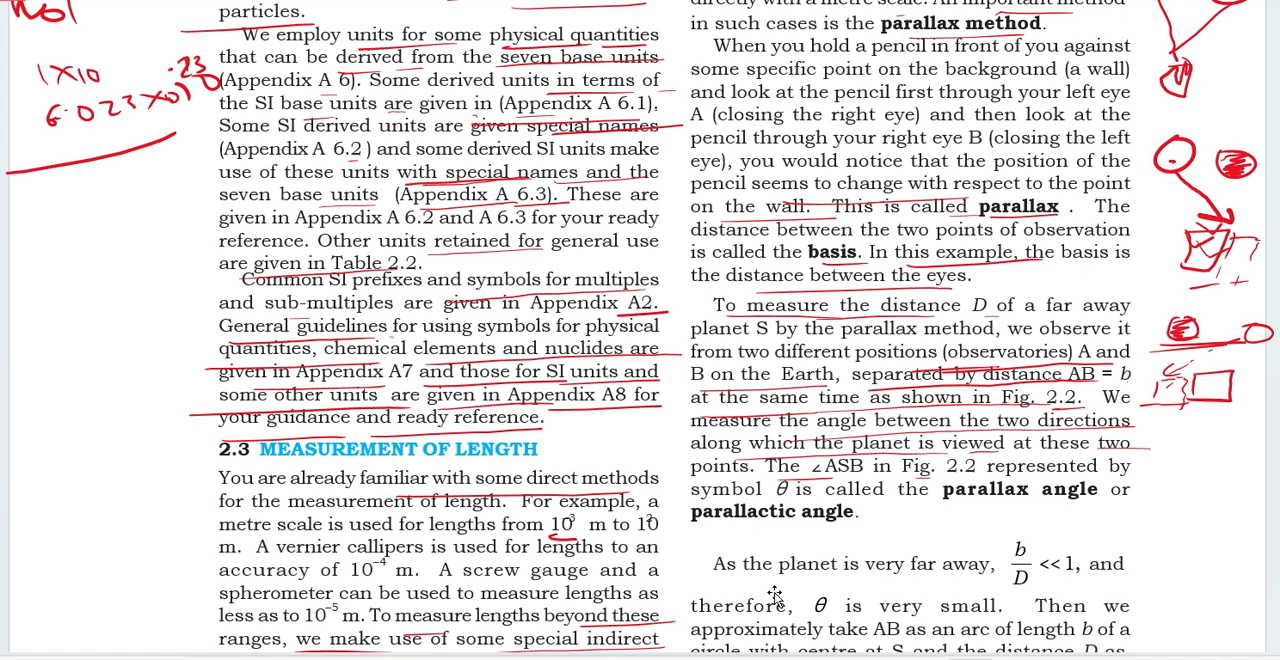 mol
1 X10
-23
6.023 X10
particles.
We employ units for some physical quantities
that can be derived from the seven base units
(Appendix A 6). Some derived units in terms of
the SI base units are given in (Appendix A 6.1).
Some SI derived units are given special names
(Appendix A 6.2 ) and some derived SI units make
use of these units with special names and the
seven base units (Appendix A 6.3). These are
given in Appendix A 6.2 and A 6.3 for your ready
reference. Other units retained for general use
are given in Table 2.2.
Common SI prefixes and symbols for multiples
and sub-multiples are given in Appendix A2.
General guidelines for using symbols for physical
quantities, chemical elements and nuclides are
given in Appendix A7 and those for SI units and
some other units are given in Appendix A8 for
your guidance and ready reference.
2.3 MEASUREMENT OF LENGTH
You are already familiar with some direct methods
for the measurement of length. For example, a
metre scale is used for lengths from 10³ m to 10²
m. A vernier callipers is used for lengths to an
accuracy of 10⁻⁴ m. A screw gauge and a
spherometer can be used to measure lengths as
less as to 10⁻⁵ m. To measure lengths beyond these
ranges, we make use of some special indirect
directly with a metre scale. An important method
in such cases is the parallax method.
When you hold a pencil in front of you against
some specific point on the background (a wall)
and look at the pencil first through your left eye
A (closing the right eye) and then look at the
pencil through your right eye B (closing the left
eye), you would notice that the position of the
pencil seems to change with respect to the point
on the wall. This is called parallax . The
distance between the two points of observation
is called the basis. In this example, the basis is
the distance between the eyes.
To measure the distance D of a far away
planet S by the parallax method, we observe it
from two different positions (observatories) A and
B on the Earth, separated by distance AB = b
at the same time as shown in Fig. 2.2. We
measure the angle between the two directions
along which the planet is viewed at these two
points. The ∠ASB in Fig. 2.2 represented by
symbol θ is called the parallax angle or
parallactic angle.
As the planet is very far away, b/D << 1, and
therefore, θ is very small. Then we
approximately take AB as an arc of length b of a
circle with centre at S and the distance D as